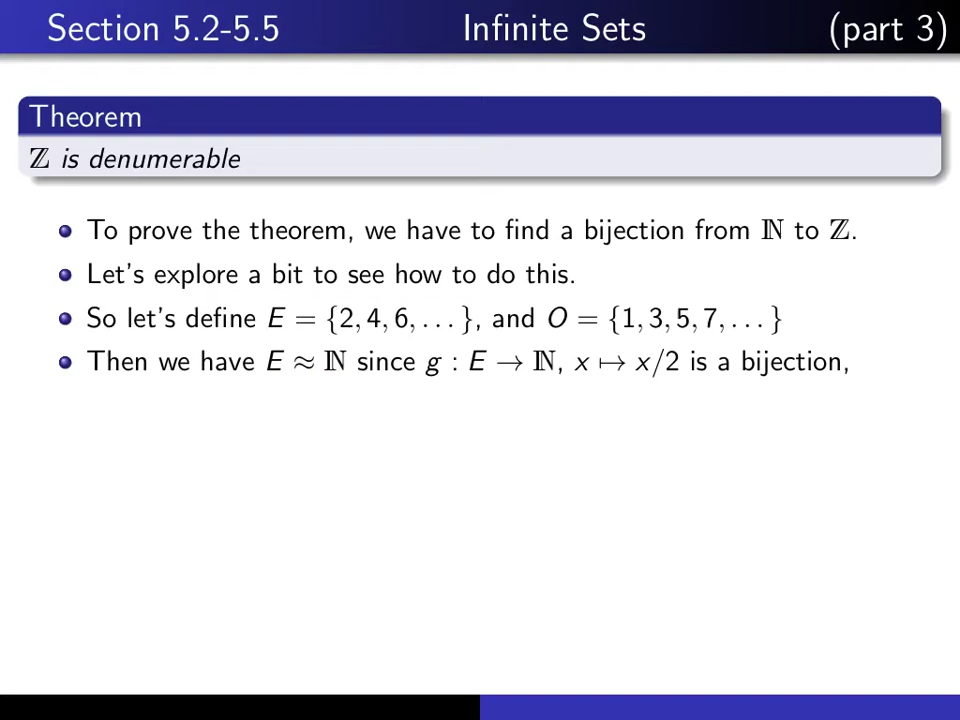 Section 5.2-5.5 Infinite Sets (part 3)
Theorem
ℤ is denumerable
To prove the theorem, we have to find a bijection from ℕ to ℤ.
Let's explore a bit to see how to do this.
So let's define E = {2, 4, 6, . . . }, and O = {1, 3, 5, 7, . . . }
Then we have E ≈ ℕ since g : E → ℕ, x ↦ x/2 is a bijection,